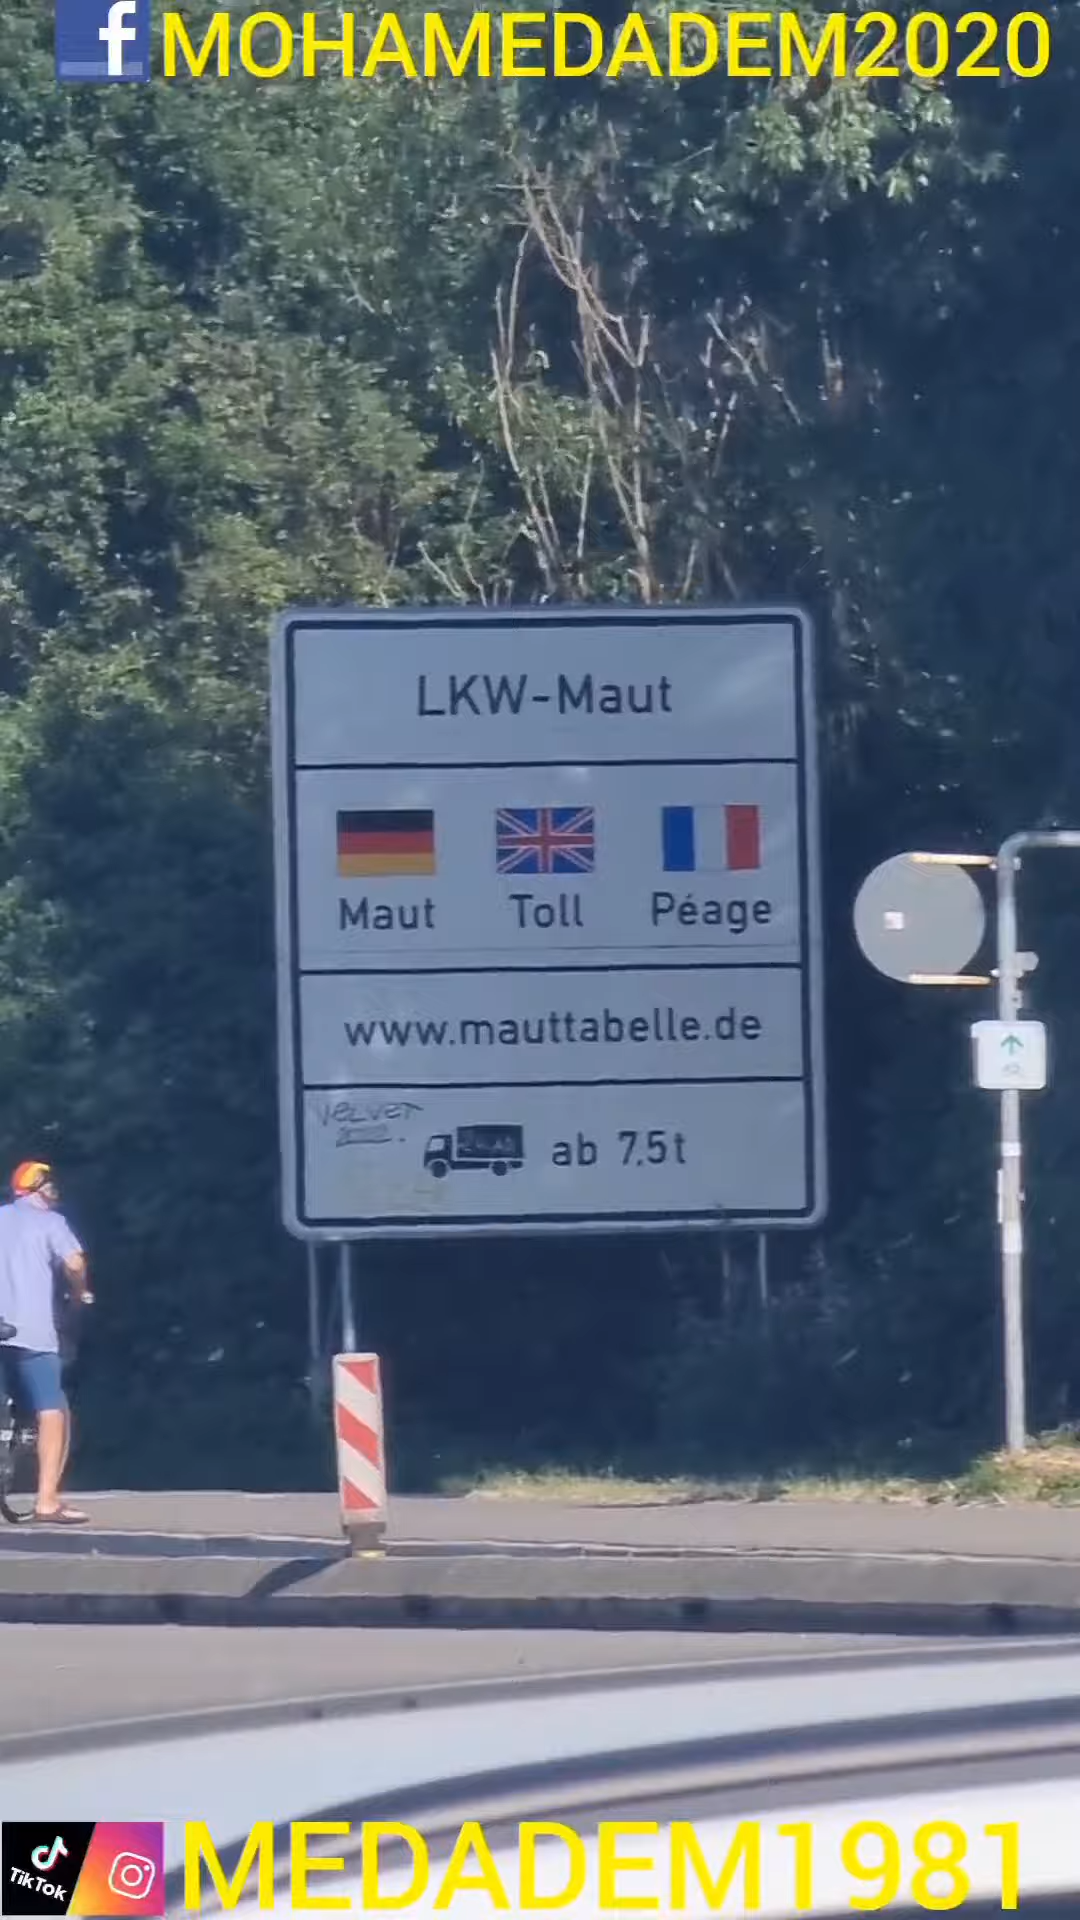 f MOHAMEDADEM2020
LKW-Maut
Maut Toll Péage
www.mauttabelle.de
VELVET
ab 7,5t
TikTok MEDADEM1981